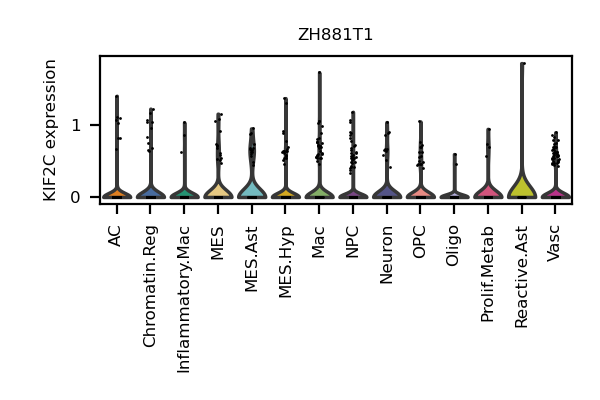 ZH881T1
KIF2C expression
1
0
AC
Chromatin.Reg
Inflammatory.Mac
MES
MES.Ast
MES.Hyp
Mac
NPC
Neuron
OPC
Oligo
Prolif.Metab
Reactive.Ast
Vasc